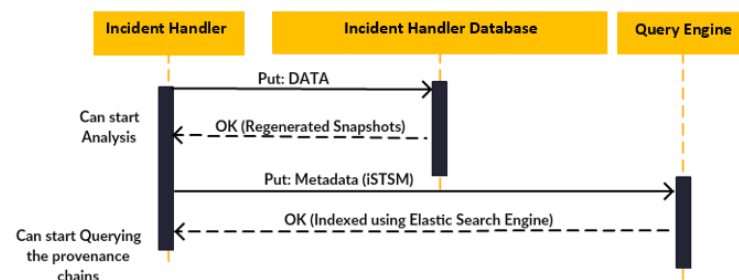 Incident Handler
Incident Handler Database
Query Engine
Put: DATA
Can start
Analysis
OK (Regenerated Snapshots)
Put: Metadata (iSTSM)
OK (Indexed using Elastic Search Engine)
Can start Querying
the provenance
chains